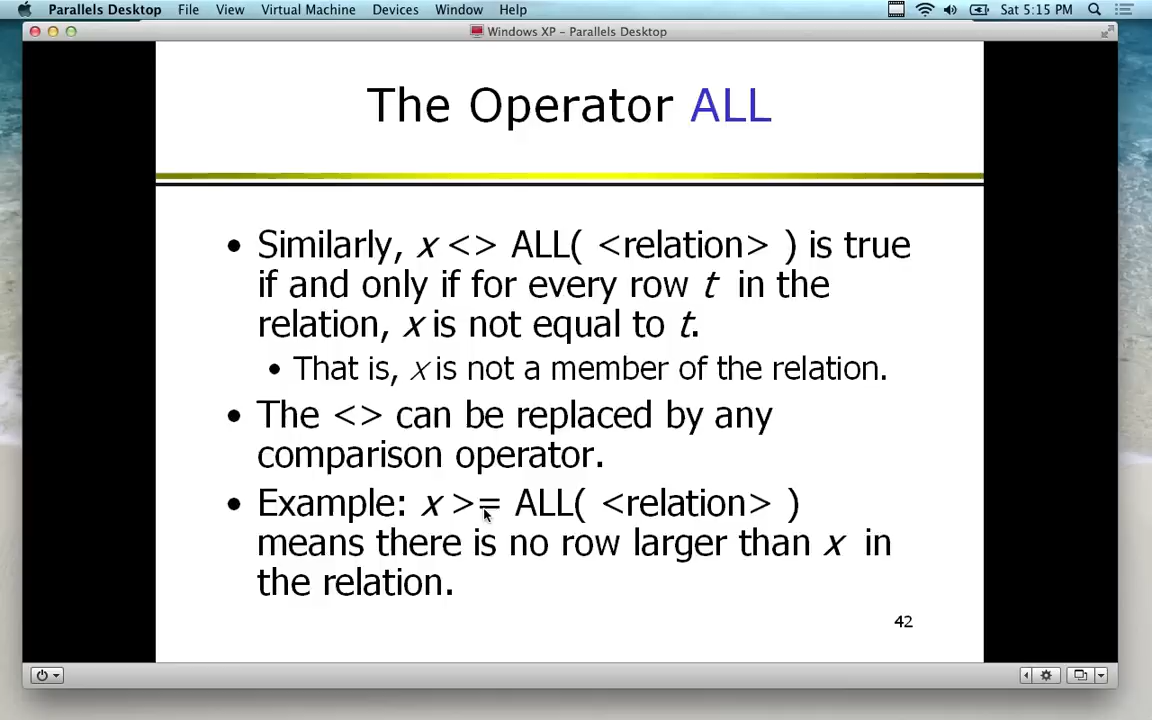 Parallels Desktop File View Virtual Machine Devices Window Help Sat 5:15 PM
Windows XP – Parallels Desktop
The Operator ALL
• Similarly, x <> ALL( <relation> ) is true
if and only if for every row t in the
relation, x is not equal to t.
• That is, x is not a member of the relation.
• The <> can be replaced by any
comparison operator.
• Example: x >= ALL( <relation> )
means there is no row larger than x in
the relation.
42